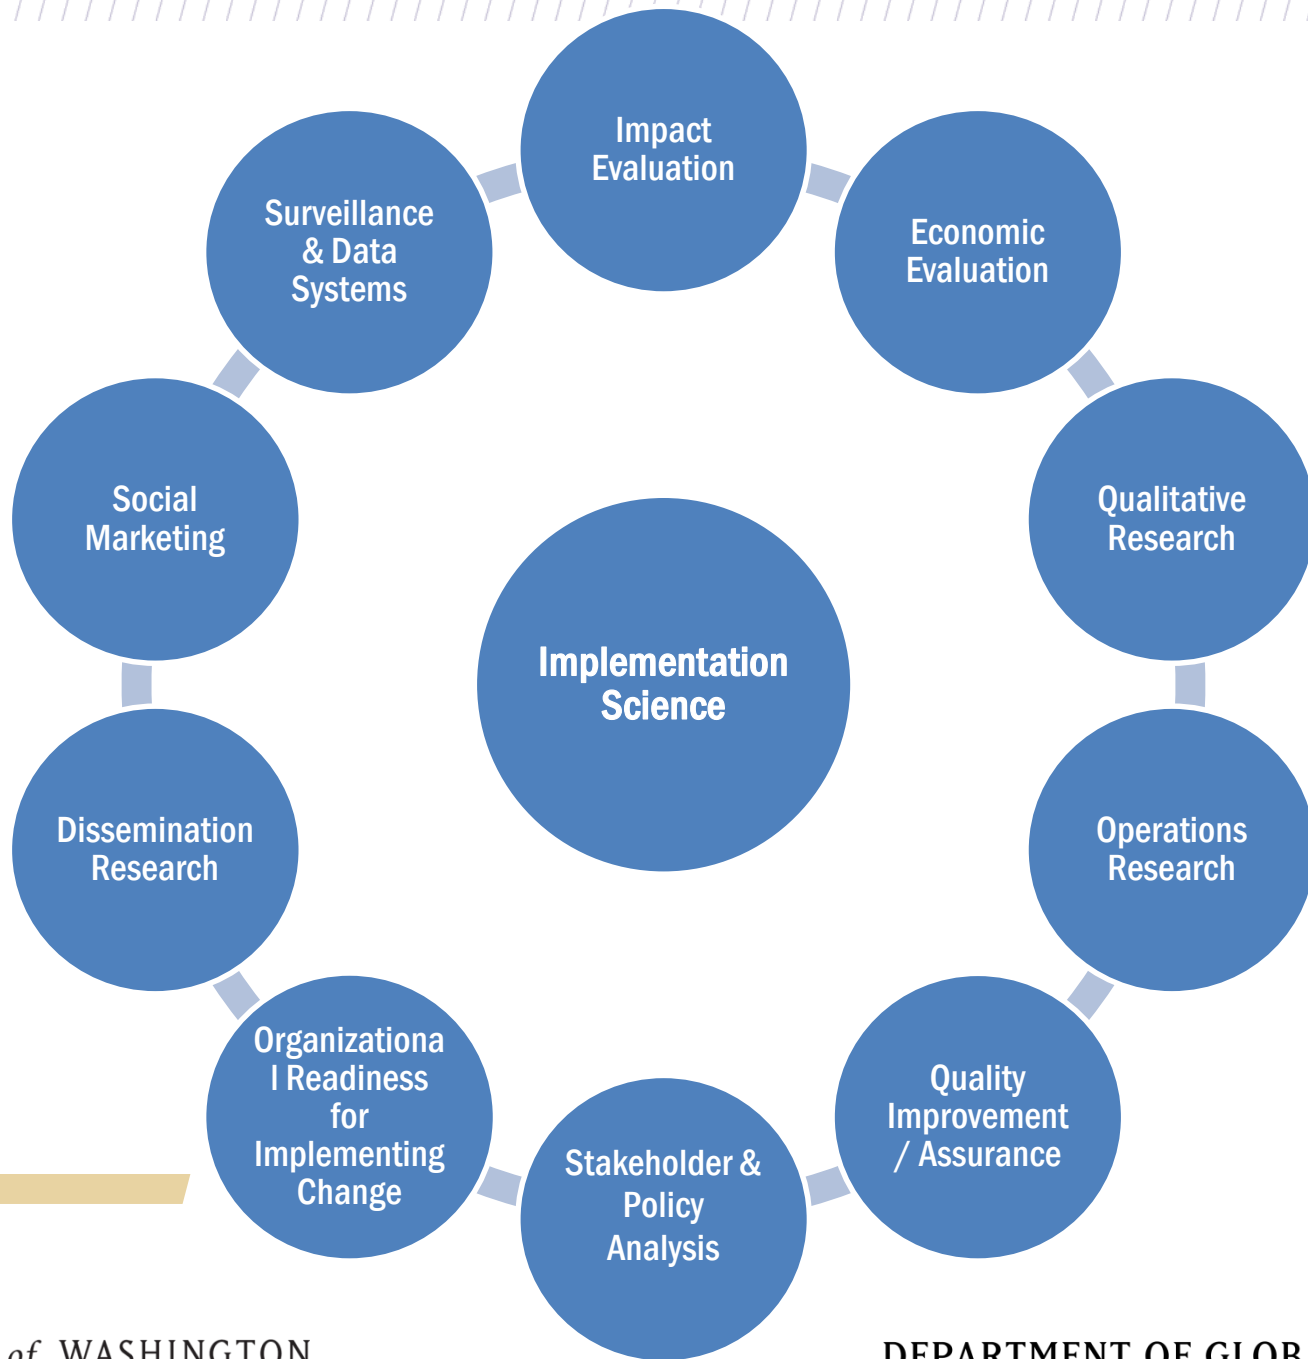 Impact
Evaluation
Economic
Evaluation
Qualitative
Research
Operations
Research
Quality
Improvement
/ Assurance
Stakeholder &
Policy
Analysis
Organizationa
l Readiness
for
Implementing
Change
Dissemination
Research
Social
Marketing
Surveillance
& Data
Systems
Implementation
Science
of WASHINGTON
DEPARTMENT OF GLOB